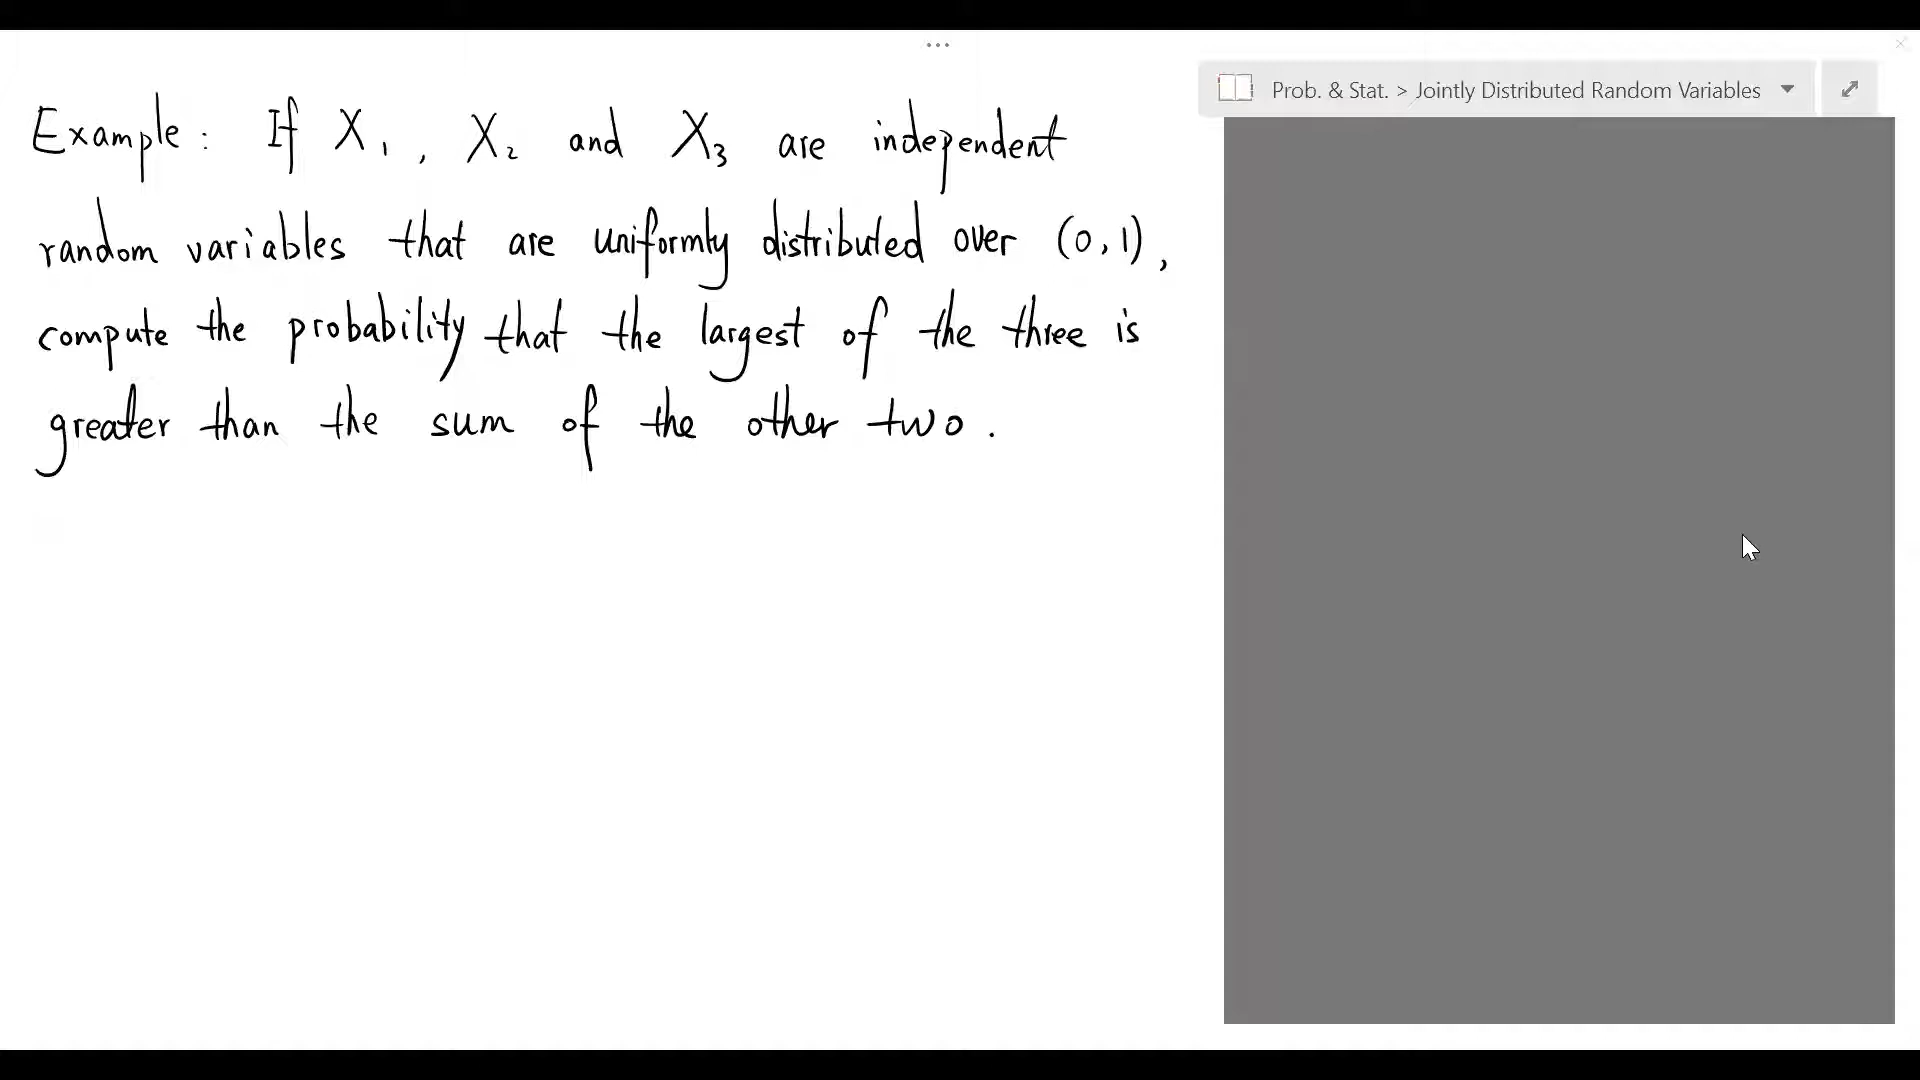 Prob. & Stat. > Jointly Distributed Random Variables
Example: If X₁, X₂ and X₃ are independent
random variables that are uniformly distributed over (0,1),
compute the probability that the largest of the three is
greater than the sum of the other two.